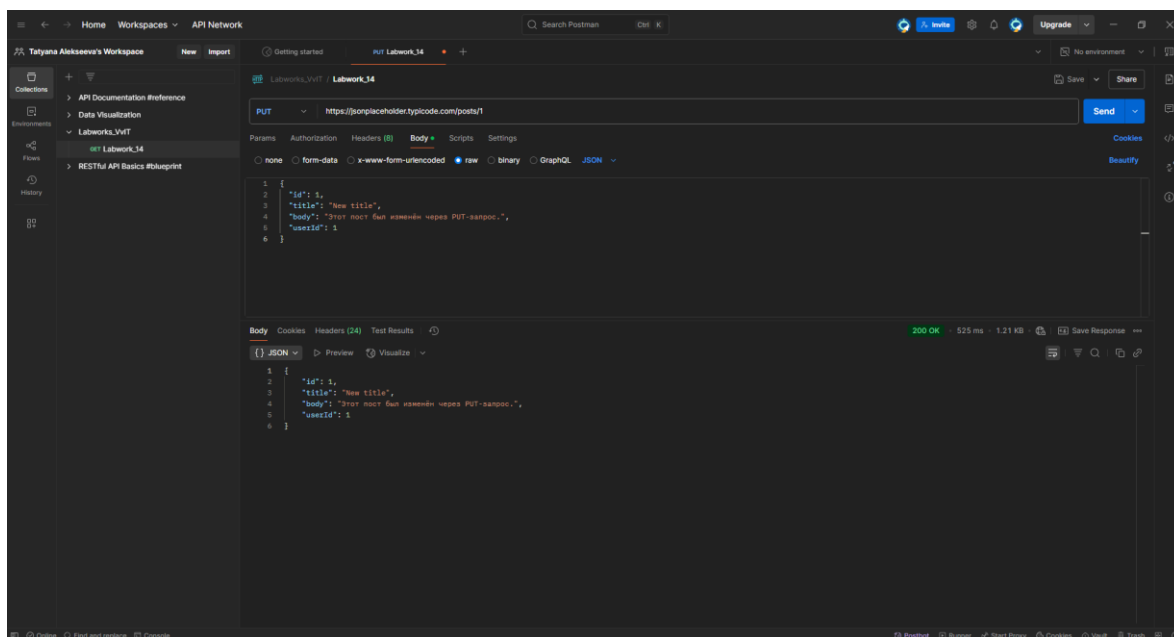 Home Workspaces API Network Search Postman Ctrl K Invite Upgrade
Tatyana Alekseeva's Workspace New Import Getting started PUT Labwork_14 No environment
Collections
Environments
Flows
History
API Documentation #reference
Data Visualization
Labworks_VvIT
GET Labwork_14
RESTful API Basics #blueprint
Labworks_VvIT / Labwork_14 Save Share
PUT https://jsonplaceholder.typicode.com/posts/1 Send
Params Authorization Headers (8) Body Scripts Settings Cookies
none form-data x-www-form-urlencoded raw binary GraphQL JSON Beautify
1 {
2 "id": 1,
3 "title": "New title",
4 "body": "Этот пост был изменён через PUT-запрос.",
5 "userId": 1
6 }
Body Cookies Headers (24) Test Results 200 OK 525 ms 1.21 KB Save Response
{} JSON Preview Visualize
1 {
2 "id": 1,
3 "title": "New title",
4 "body": "Этот пост был изменён через PUT-запрос.",
5 "userId": 1
6 }
Online Find and replace Console Postbot Runner Start Proxy Cookies Vault Trash